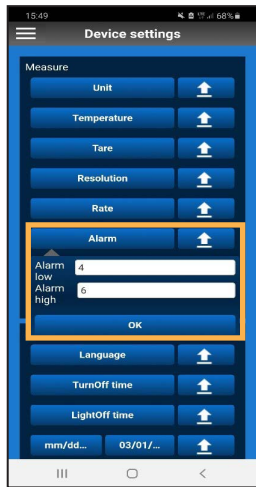 15:49 68%
Device settings
Measure
Unit
Temperature
Tare
Resolution
Rate
Alarm
Alarm low 4
Alarm high 6
OK
Language
TurnOff time
LightOff time
mm/dd... 03/01/...